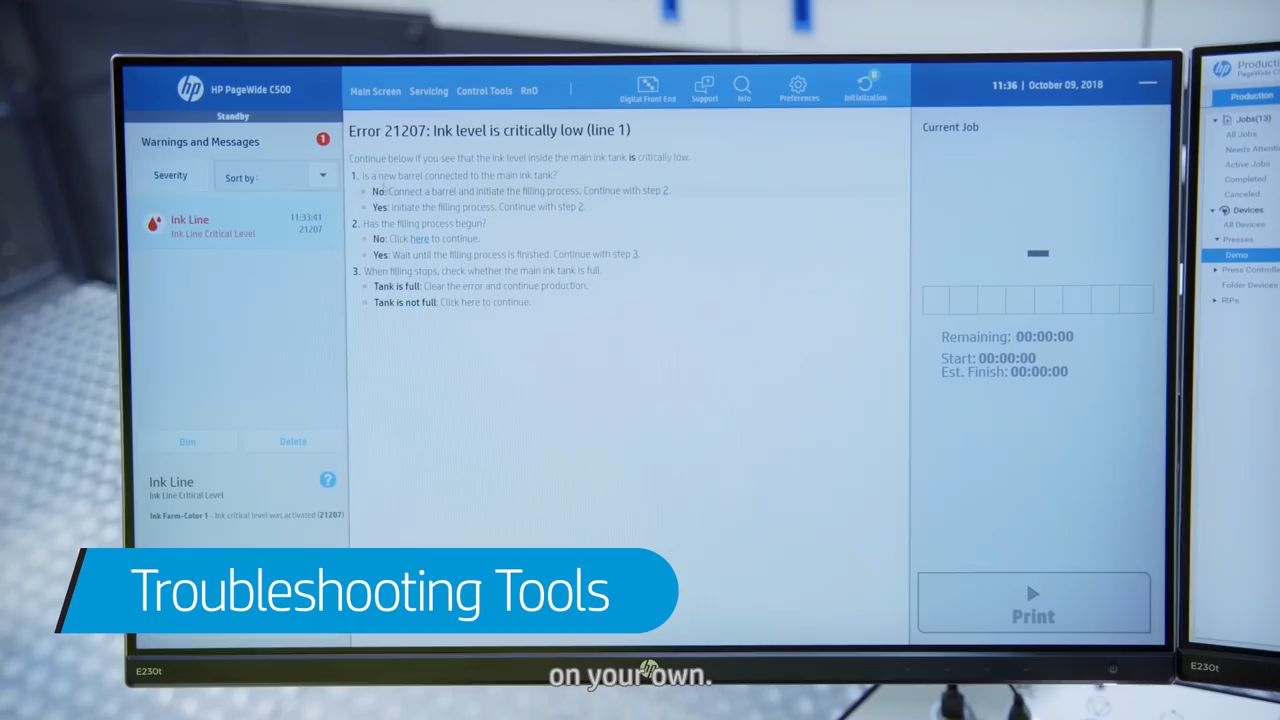 hp HP PageWide C500
Standby
Main Screen Servicing Control Tools RnD
Digital Front End Support Info Preferences Initialization
11:36 | October 09, 2018
Warnings and Messages 1
Severity Sort by:
Ink Line 11:33:41
Ink Line Critical Level 21207
Dim Delete
Ink Line ?
Ink Line Critical Level
Ink Farm-Color 1 - Ink critical level was activated (21207)
Error 21207: Ink level is critically low (line 1)
Continue below if you see that the ink level inside the main ink tank is critically low.
1. Is a new barrel connected to the main ink tank?
No: Connect a barrel and initiate the filling process. Continue with step 2.
Yes: Initiate the filling process. Continue with step 2.
2. Has the filling process begun?
No: Click here to continue.
Yes: Wait until the filling process is finished. Continue with step 3.
3. When filling stops, check whether the main ink tank is full.
Tank is full: Clear the error and continue production.
Tank is not full: Click here to continue.
Current Job
Remaining: 00:00:00
Start: 00:00:00
Est. Finish: 00:00:00
Print
hp Producti
PageWide C5
Production
Jobs(13)
All Jobs
Needs Attenti
Active Jobs
Completed
Canceled
Devices
All Devices
Presses
Demo
Press Controlle
Folder Devices
RIPs
Troubleshooting Tools
E230t
hp
E230t
on your own.